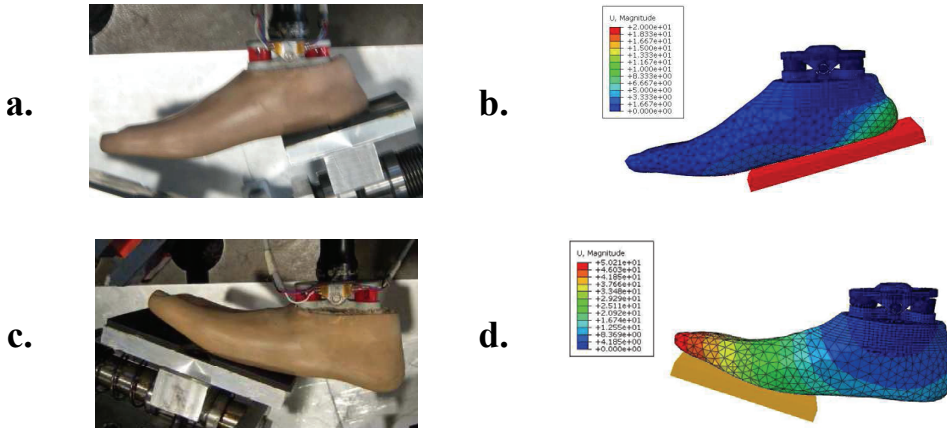 a.
b.
U, Magnitude
+2.000e+01
+1.833e+01
+1.667e+01
+1.500e+01
+1.333e+01
+1.167e+01
+1.000e+01
+8.333e+00
+6.667e+00
+5.000e+00
+3.333e+00
+1.667e+00
+0.000e+00
c.
d.
U, Magnitude
+5.021e+01
+4.603e+01
+4.185e+01
+3.766e+01
+3.348e+01
+2.929e+01
+2.511e+01
+2.092e+01
+1.674e+01
+1.255e+01
+8.369e+00
+4.185e+00
+0.000e+00